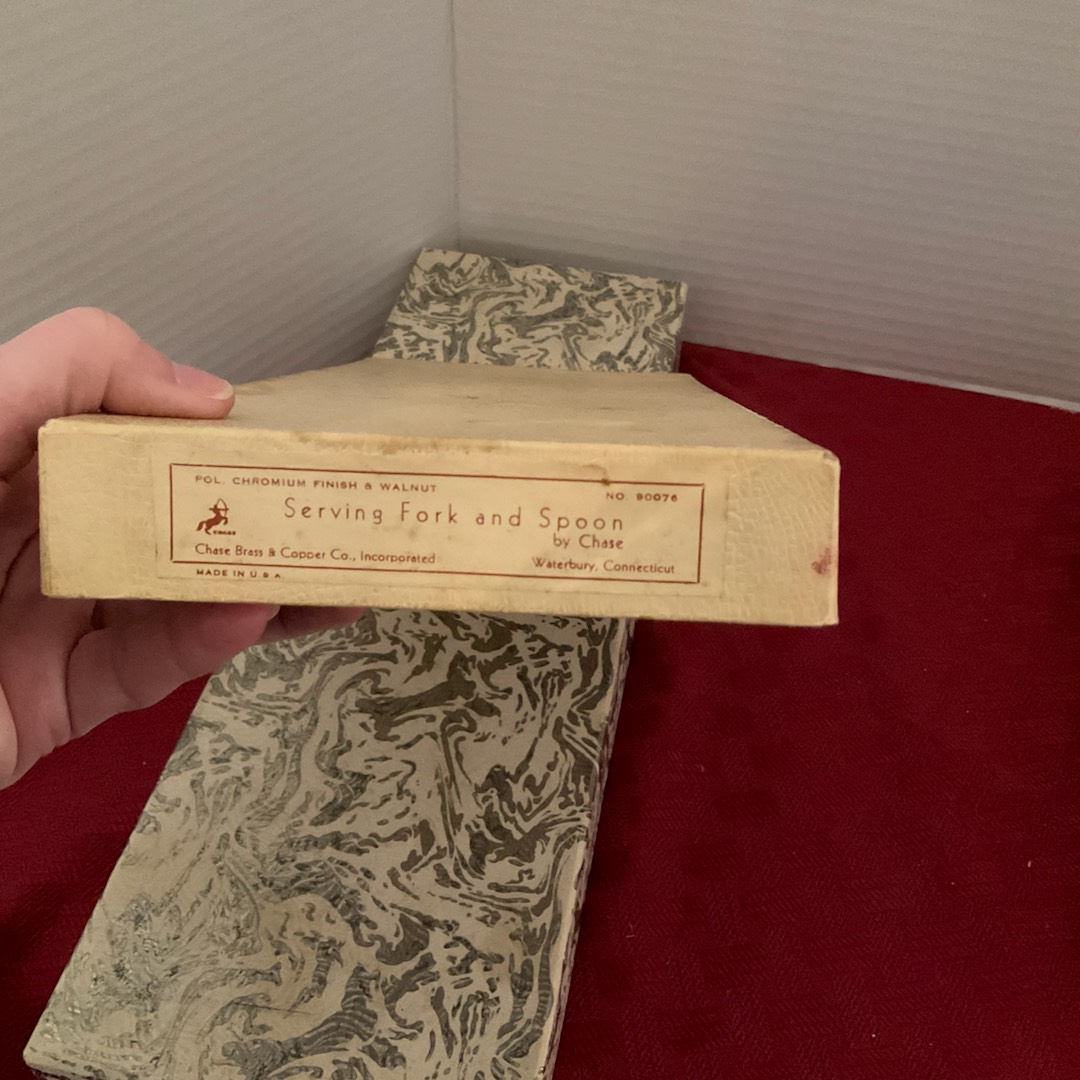 POL. CHROMIUM FINISH & WALNUT
NO. 90076
Serving Fork and Spoon
by Chase
CHASE
Chase Brass & Copper Co., Incorporated
Waterbury, Connecticut
MADE IN U.S.A.